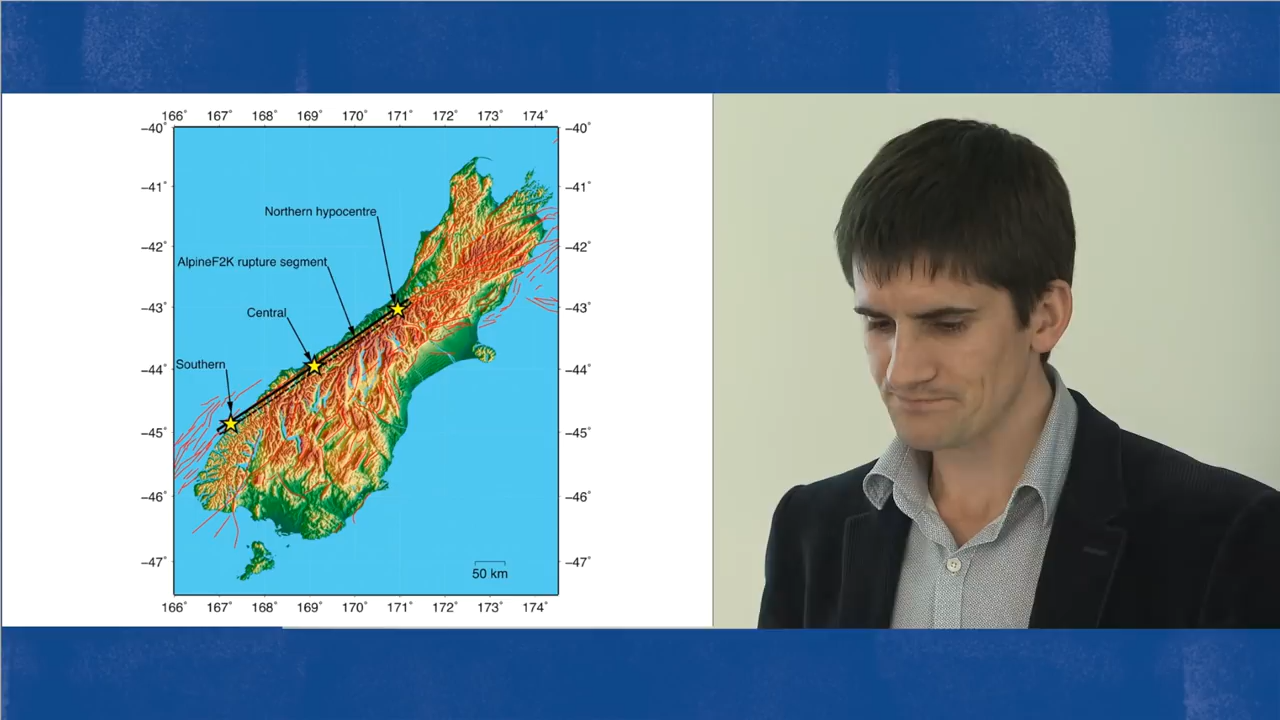 166° 167° 168° 169° 170° 171° 172° 173° 174°
−40° −40°
−41° −41°
Northern hypocentre
−42° −42°
AlpineF2K rupture segment
−43° −43°
Central
Southern
−44° −44°
−45° −45°
−46° −46°
−47° −47°
50 km
166° 167° 168° 169° 170° 171° 172° 173° 174°